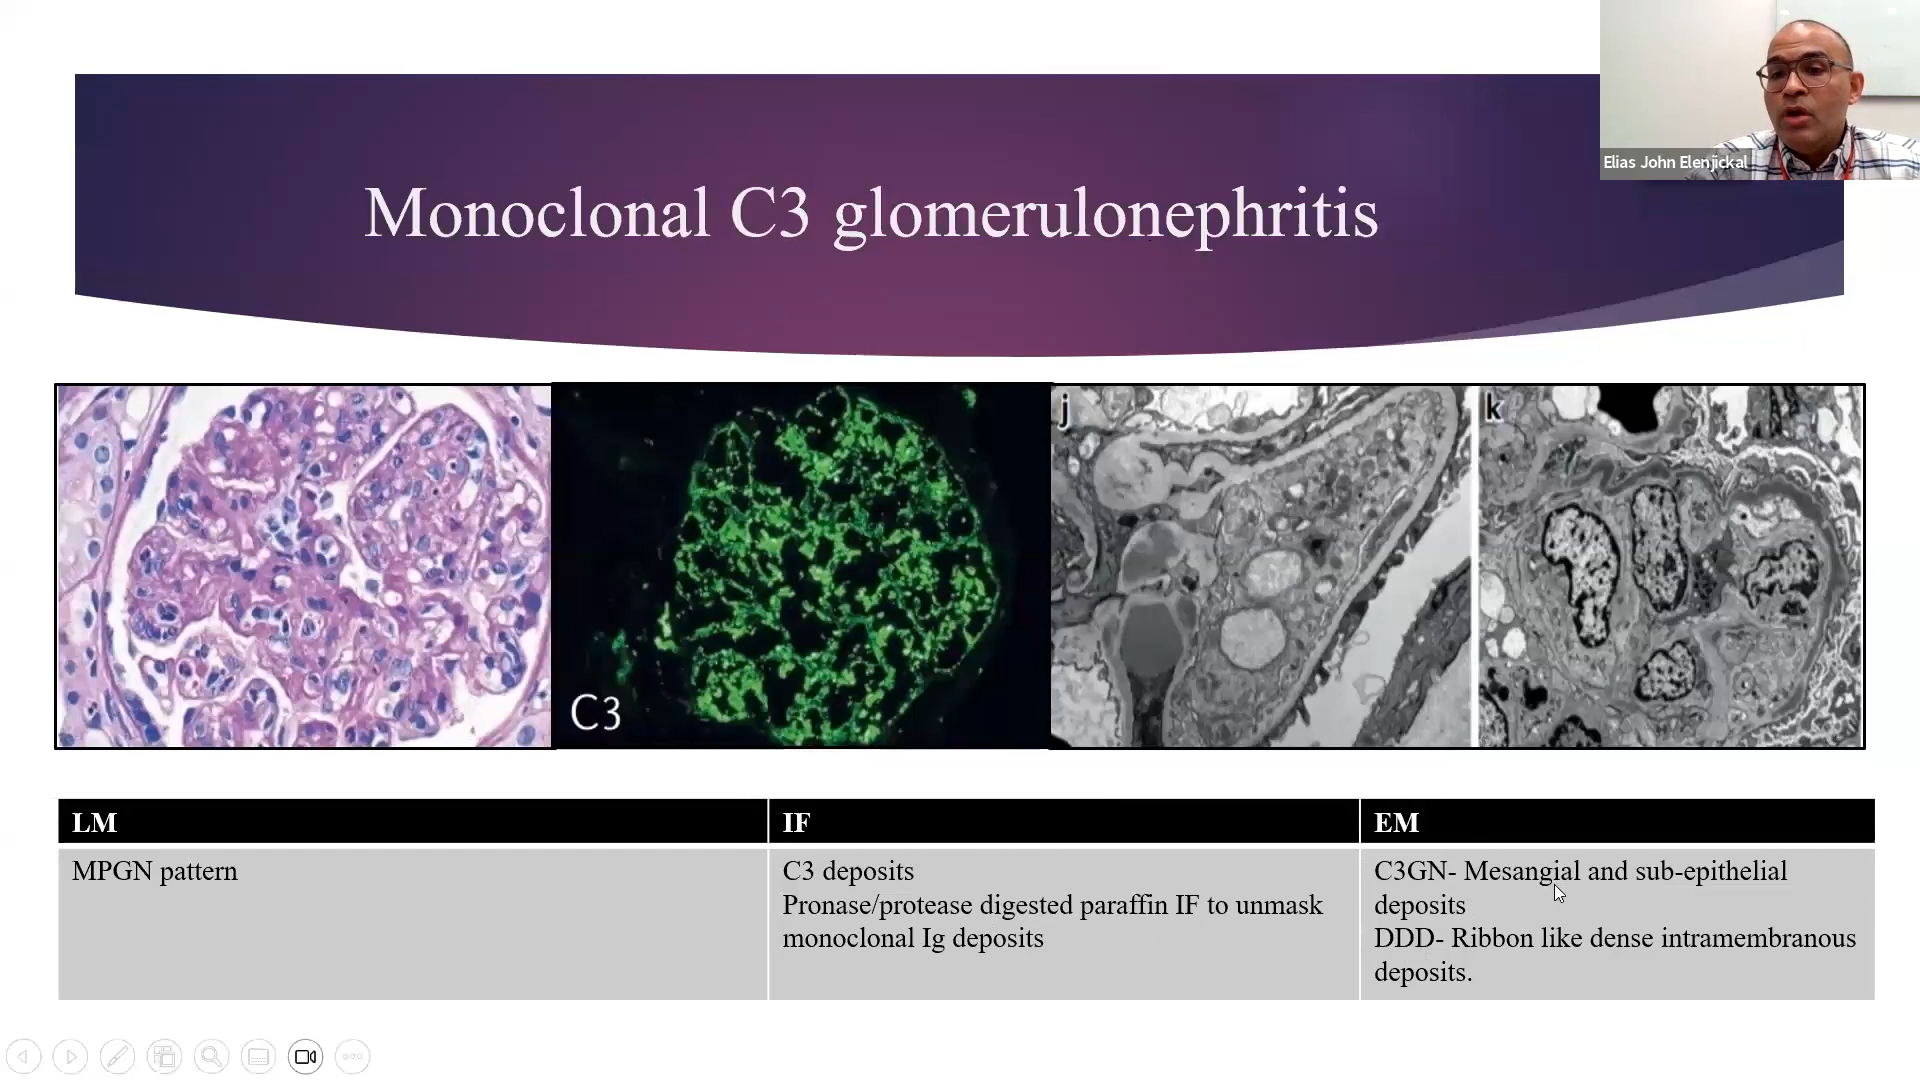 Elias John Elenjickal
Monoclonal C3 glomerulonephritis
C3
j
k
LM
IF
EM
MPGN pattern
C3 deposits
Pronase/protease digested paraffin IF to unmask
monoclonal Ig deposits
C3GN- Mesangial and sub-epithelial
deposits
DDD- Ribbon like dense intramembranous
deposits.